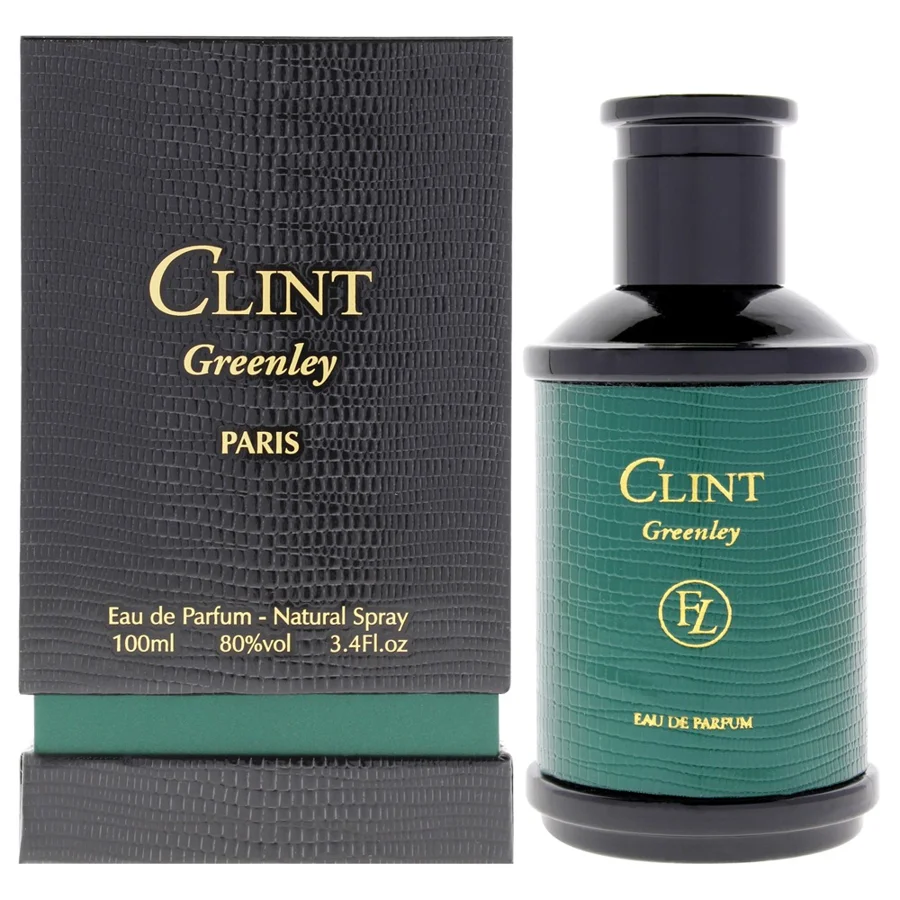 CLINT
Greenley
PARIS
Eau de Parfum - Natural Spray
100ml 80%vol 3.4Fl.oz
CLINT
Greenley
FL
EAU DE PARFUM